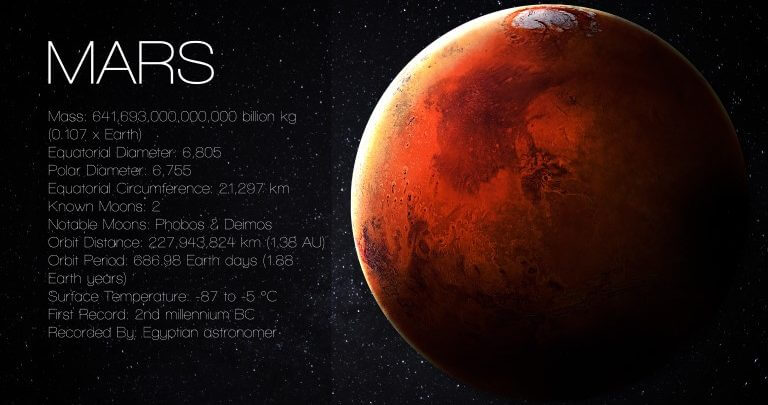 MARS
Mass: 641,693,000,000,000 billion kg
(0.107 x Earth)
Equatorial Diameter: 6,805
Polar Diameter: 6,755
Equatorial Circumference: 21,297 km
Known Moons: 2
Notable Moons: Phobos & Deimos
Orbit Distance: 227,943,824 km (1.38 AU)
Orbit Period: 686.98 Earth days (1.88
Earth years)
Surface Temperature: -87 to -5 °C
First Record: 2nd millennium BC
Recorded By: Egyptian astronomer